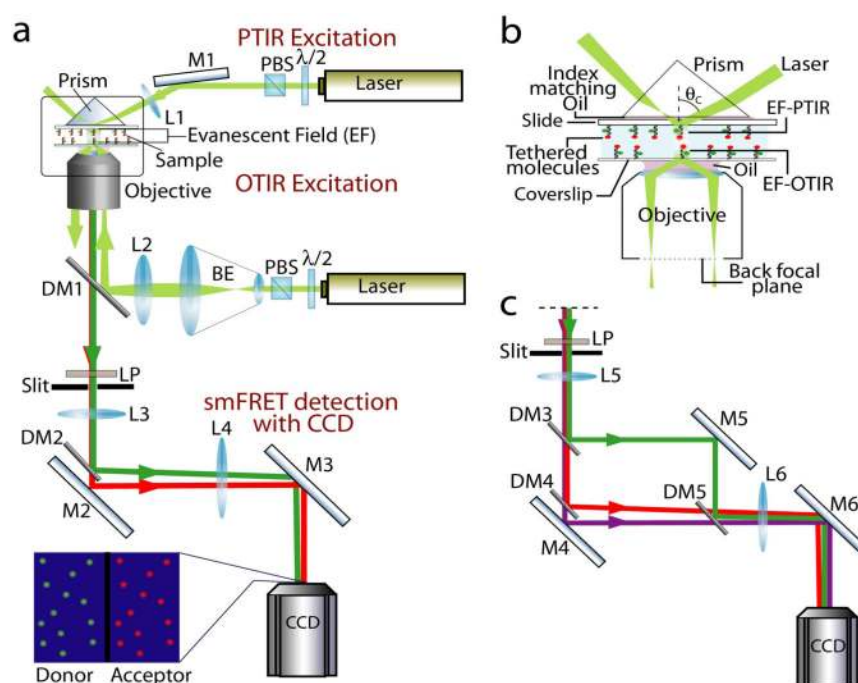 a
PTIR Excitation
M1
PBS
λ/2
Laser
Prism
L1
Evanescent Field (EF)
Sample
Objective
OTIR Excitation
L2
BE
PBS
λ/2
Laser
DM1
Slit
LP
L3
smFRET detection
with CCD
DM2
L4
M3
M2
CCD
Donor
Acceptor
b
Index
matching
Oil
Prism
Laser
θc
EF-PTIR
Slide
Tethered
molecules
EF-OTIR
Oil
Coverslip
Objective
Back focal
plane
c
Slit
LP
L5
DM3
M5
DM4
L6
DM5
M6
M4
CCD